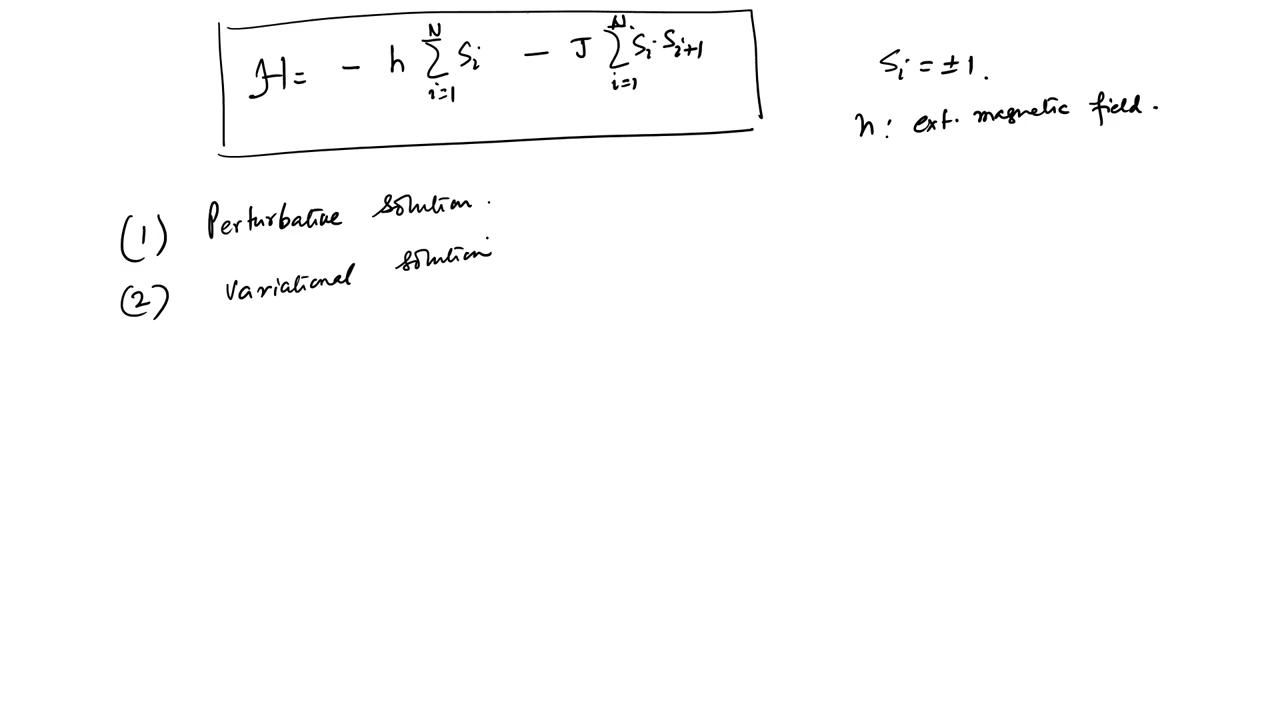 H = - h ∑_{i=1}^{N} S_i - J ∑_{i=1}^{N} S_i S_{i+1}
S_i = ±1.
h: ext. magnetic field.
(1) Perturbative solution.
(2) Variational solution